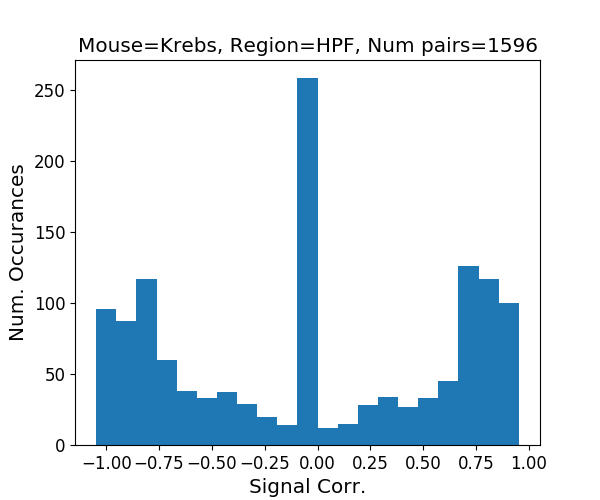 Mouse=Krebs, Region=HPF, Num pairs=1596
Num. Occurances
250
200
150
100
50
0
−1.00 −0.75 −0.50 −0.25 0.00 0.25 0.50 0.75 1.00
Signal Corr.